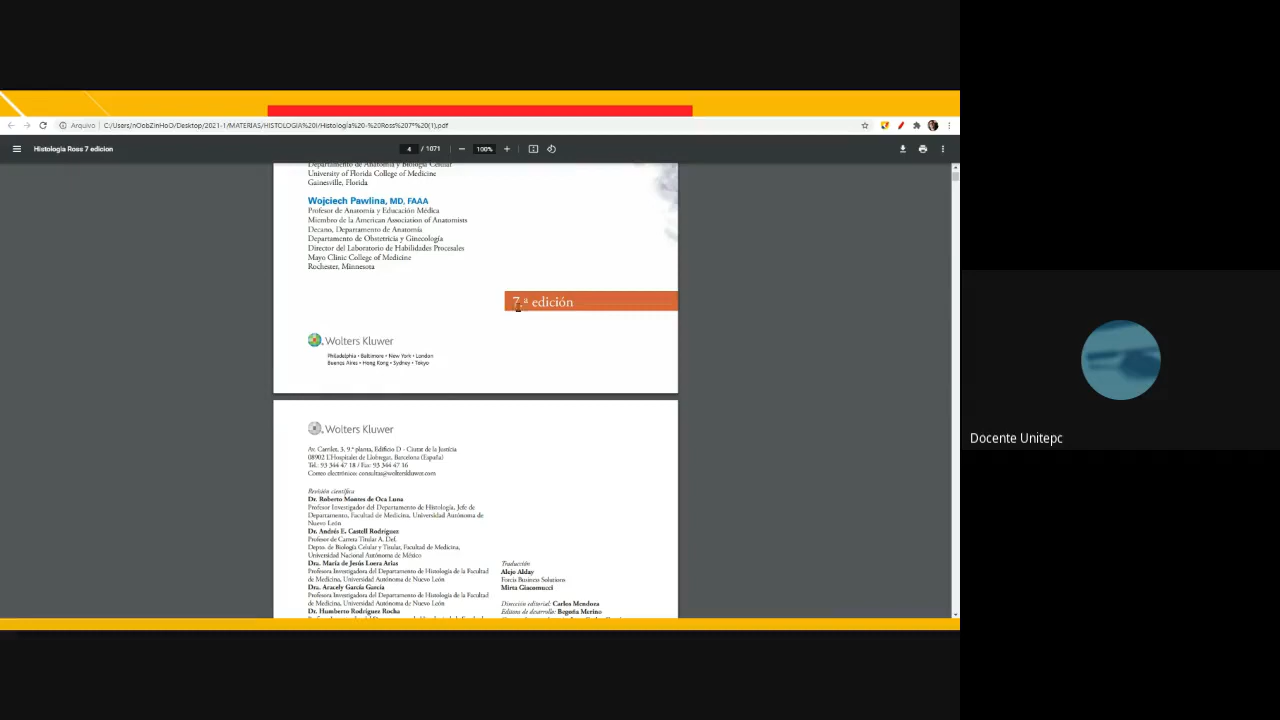 Arquivo
C:/Users/nOobZinHoO/Desktop/2021-1/MATERIAS/HISTOLOGIA%20I/Histologia%20-%20Ross%207º%20(1).pdf
Histologia Ross 7 edicion
4 / 1071
100%
Departamento de Anatomía y Biología Celular
University of Florida College of Medicine
Gainesville, Florida
Wojciech Pawlina, MD, FAAA
Profesor de Anatomía y Educación Médica
Miembro de la American Association of Anatomists
Decano, Departamento de Anatomía
Departamento de Obstetricia y Ginecología
Director del Laboratorio de Habilidades Procesales
Mayo Clinic College of Medicine
Rochester, Minnesota
7.ª edición
Wolters Kluwer
Philadelphia • Baltimore • New York • London
Buenos Aires • Hong Kong • Sydney • Tokyo
Wolters Kluwer
Av. Carrilet, 3, 9.ª planta, Edificio D - Ciutat de la Justícia
08902 L'Hospitalet de Llobregat, Barcelona (España)
Tel.: 93 344 47 18 / Fax: 93 344 47 16
Correo electrónico: consultas@wolterskluwer.com
Revisión científica
Dr. Roberto Montes de Oca Luna
Profesor Investigador del Departamento de Histología, Jefe de
Departamento, Facultad de Medicina, Universidad Autónoma de
Nuevo León
Dr. Andrés E. Castell Rodríguez
Profesor de Carrera Titular A, Def.
Depto. de Biología Celular y Tisular, Facultad de Medicina,
Universidad Nacional Autónoma de México
Dra. María de Jesús Loera Arias
Profesora Investigadora del Departamento de Histología de la Facultad
de Medicina, Universidad Autónoma de Nuevo León
Dra. Aracely García García
Profesora Investigadora del Departamento de Histología de la Facultad
de Medicina, Universidad Autónoma de Nuevo León
Dr. Humberto Rodríguez Rocha
Traducción
Alejo Alday
Forcis Business Solutions
Mirta Giacomucci
Dirección editorial: Carlos Mendoza
Editora de desarrollo: Begoña Merino
Docente Unitepc